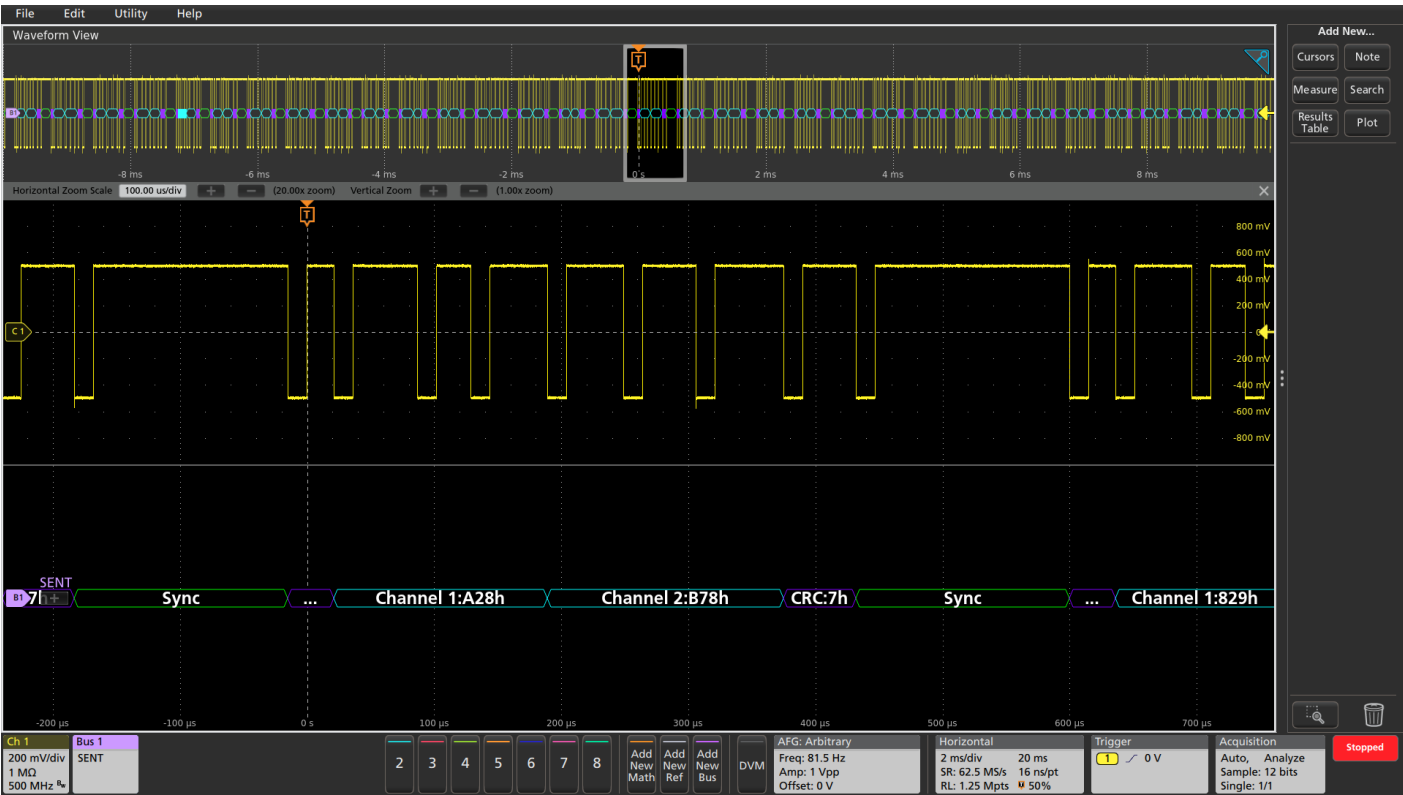 File Edit Utility Help
Waveform View
Add New...
Cursors Note
Measure Search
Results Table Plot
T
B1
-8 ms -6 ms -4 ms -2 ms 0 s 2 ms 4 ms 6 ms 8 ms
Horizontal Zoom Scale 100.00 us/div + — (20.00x zoom) Vertical Zoom + — (1.00x zoom)
T
800 mV
600 mV
400 mV
200 mV
C1
-200 mV
-400 mV
-600 mV
-800 mV
SENT
B1 7h+ Sync ... Channel 1:A28h Channel 2:B78h CRC:7h Sync ... Channel 1:829h
-200 µs -100 µs 0 s 100 µs 200 µs 300 µs 400 µs 500 µs 600 µs 700 µs
Ch 1
200 mV/div
1 MΩ
500 MHz Bw
Bus 1
SENT
2 3 4 5 6 7 8
Add New Math
Add New Ref
Add New Bus
DVM
AFG: Arbitrary
Freq: 81.5 Hz
Amp: 1 Vpp
Offset: 0 V
Horizontal
2 ms/div 20 ms
SR: 62.5 MS/s 16 ns/pt
RL: 1.25 Mpts 50%
Trigger
1 0 V
Acquisition
Auto, Analyze
Sample: 12 bits
Single: 1/1
Stopped